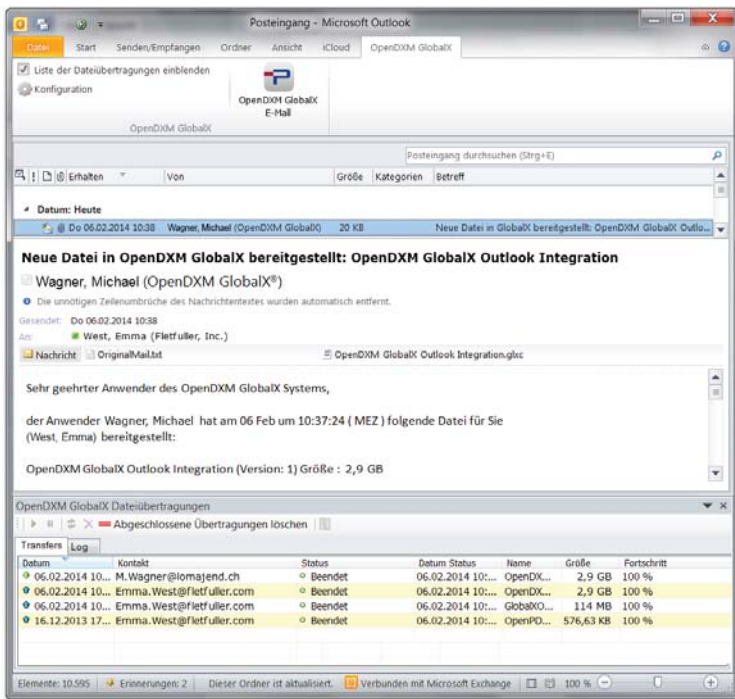 Posteingang - Microsoft Outlook
Datei Start Senden/Empfangen Ordner Ansicht iCloud OpenDXM GlobalX
Liste der Dateiübertragungen einblenden
Konfiguration
OpenDXM GlobalX
E-Mail
OpenDXM GlobalX
Posteingang durchsuchen (Strg+E)
Erhalten Von Größe Kategorien Betreff
Datum: Heute
Do 06.02.2014 10:38 Wagner, Michael (OpenDXM GlobalX) 20 KB Neue Datei in GlobalX bereitgestellt: OpenDXM GlobalX Outlo...
Neue Datei in OpenDXM GlobalX bereitgestellt: OpenDXM GlobalX Outlook Integration
Wagner, Michael (OpenDXM GlobalX®)
Die unnötigen Zeilenumbrüche des Nachrichtentextes wurden automatisch entfernt.
Gesendet: Do 06.02.2014 10:38
An: West, Emma (Fletfuller, Inc.)
Nachricht OriginalMail.txt OpenDXM GlobalX Outlook Integration.glxc
Sehr geehrter Anwender des OpenDXM GlobalX Systems,
der Anwender Wagner, Michael hat am 06 Feb um 10:37:24 ( MEZ ) folgende Datei für Sie
(West, Emma) bereitgestellt:
OpenDXM GlobalX Outlook Integration (Version: 1) Größe : 2,9 GB
OpenDXM GlobalX Dateiübertragungen
Abgeschlossene Übertragungen löschen
Transfers Log
Datum Kontakt Status Datum Status Name Größe Fortschritt
06.02.2014 10... M.Wagner@lomajend.ch Beendet 06.02.2014 10:... OpenDX... 2,9 GB 100 %
06.02.2014 10... Emma.West@fletfuller.com Beendet 06.02.2014 10:... OpenDX... 2,9 GB 100 %
06.02.2014 10... Emma.West@fletfuller.com Beendet 06.02.2014 10:... GlobalXO... 114 MB 100 %
16.12.2013 17... Emma.West@fletfuller.com Beendet 06.02.2014 10:... OpenPD... 576,63 KB 100 %
Elemente: 10.595 Erinnerungen: 2 Dieser Ordner ist aktualisiert. Verbunden mit Microsoft Exchange 100 %